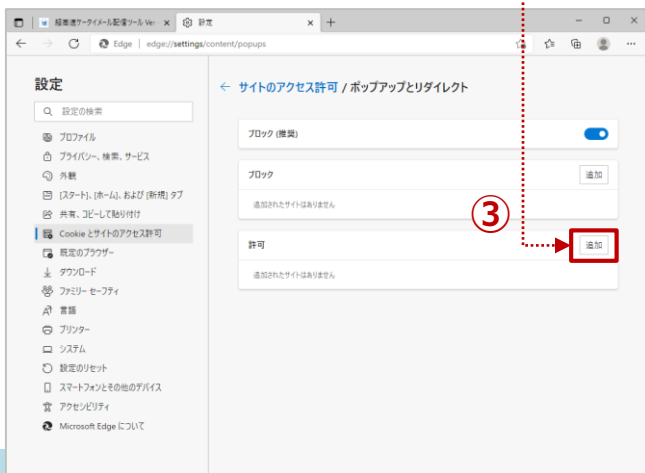 超高速ケータイメール配信ツール Ver
設定
Edge | edge://settings/content/popups
設定
設定の検索
プロファイル
プライバシー、検索、サービス
外観
[スタート]、[ホーム]、および [新規] タブ
共有、コピーして貼り付け
Cookie とサイトのアクセス許可
既定のブラウザー
ダウンロード
ファミリー セーフティ
言語
プリンター
システム
設定のリセット
スマートフォンとその他のデバイス
アクセシビリティ
Microsoft Edge について
サイトのアクセス許可 / ポップアップとリダイレクト
ブロック (推奨)
ブロック
追加
追加されたサイトはありません
③
許可
追加
追加されたサイトはありません